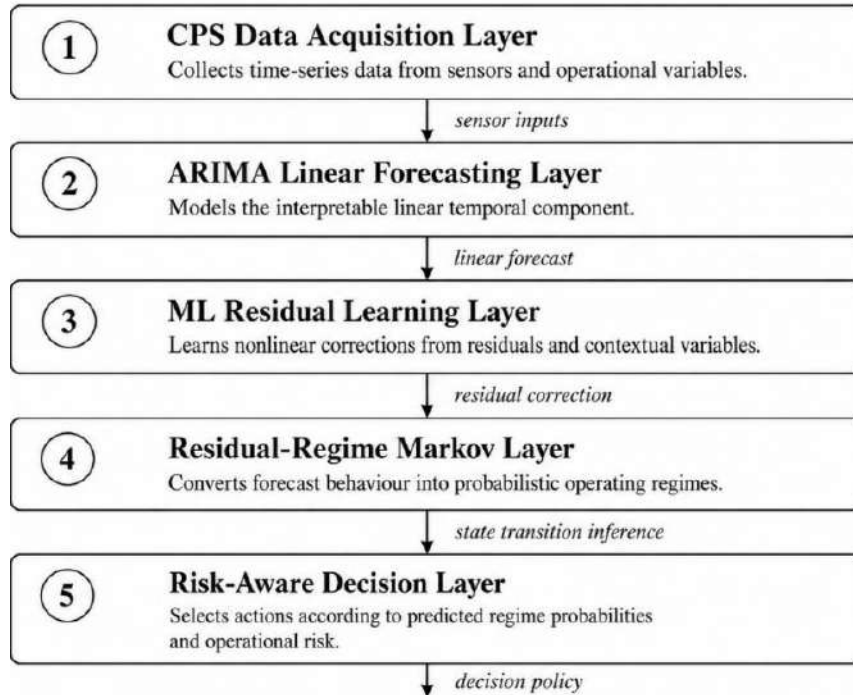 1
CPS Data Acquisition Layer
Collects time-series data from sensors and operational variables.
sensor inputs
2
ARIMA Linear Forecasting Layer
Models the interpretable linear temporal component.
linear forecast
3
ML Residual Learning Layer
Learns nonlinear corrections from residuals and contextual variables.
residual correction
4
Residual-Regime Markov Layer
Converts forecast behaviour into probabilistic operating regimes.
state transition inference
5
Risk-Aware Decision Layer
Selects actions according to predicted regime probabilities
and operational risk.
decision policy